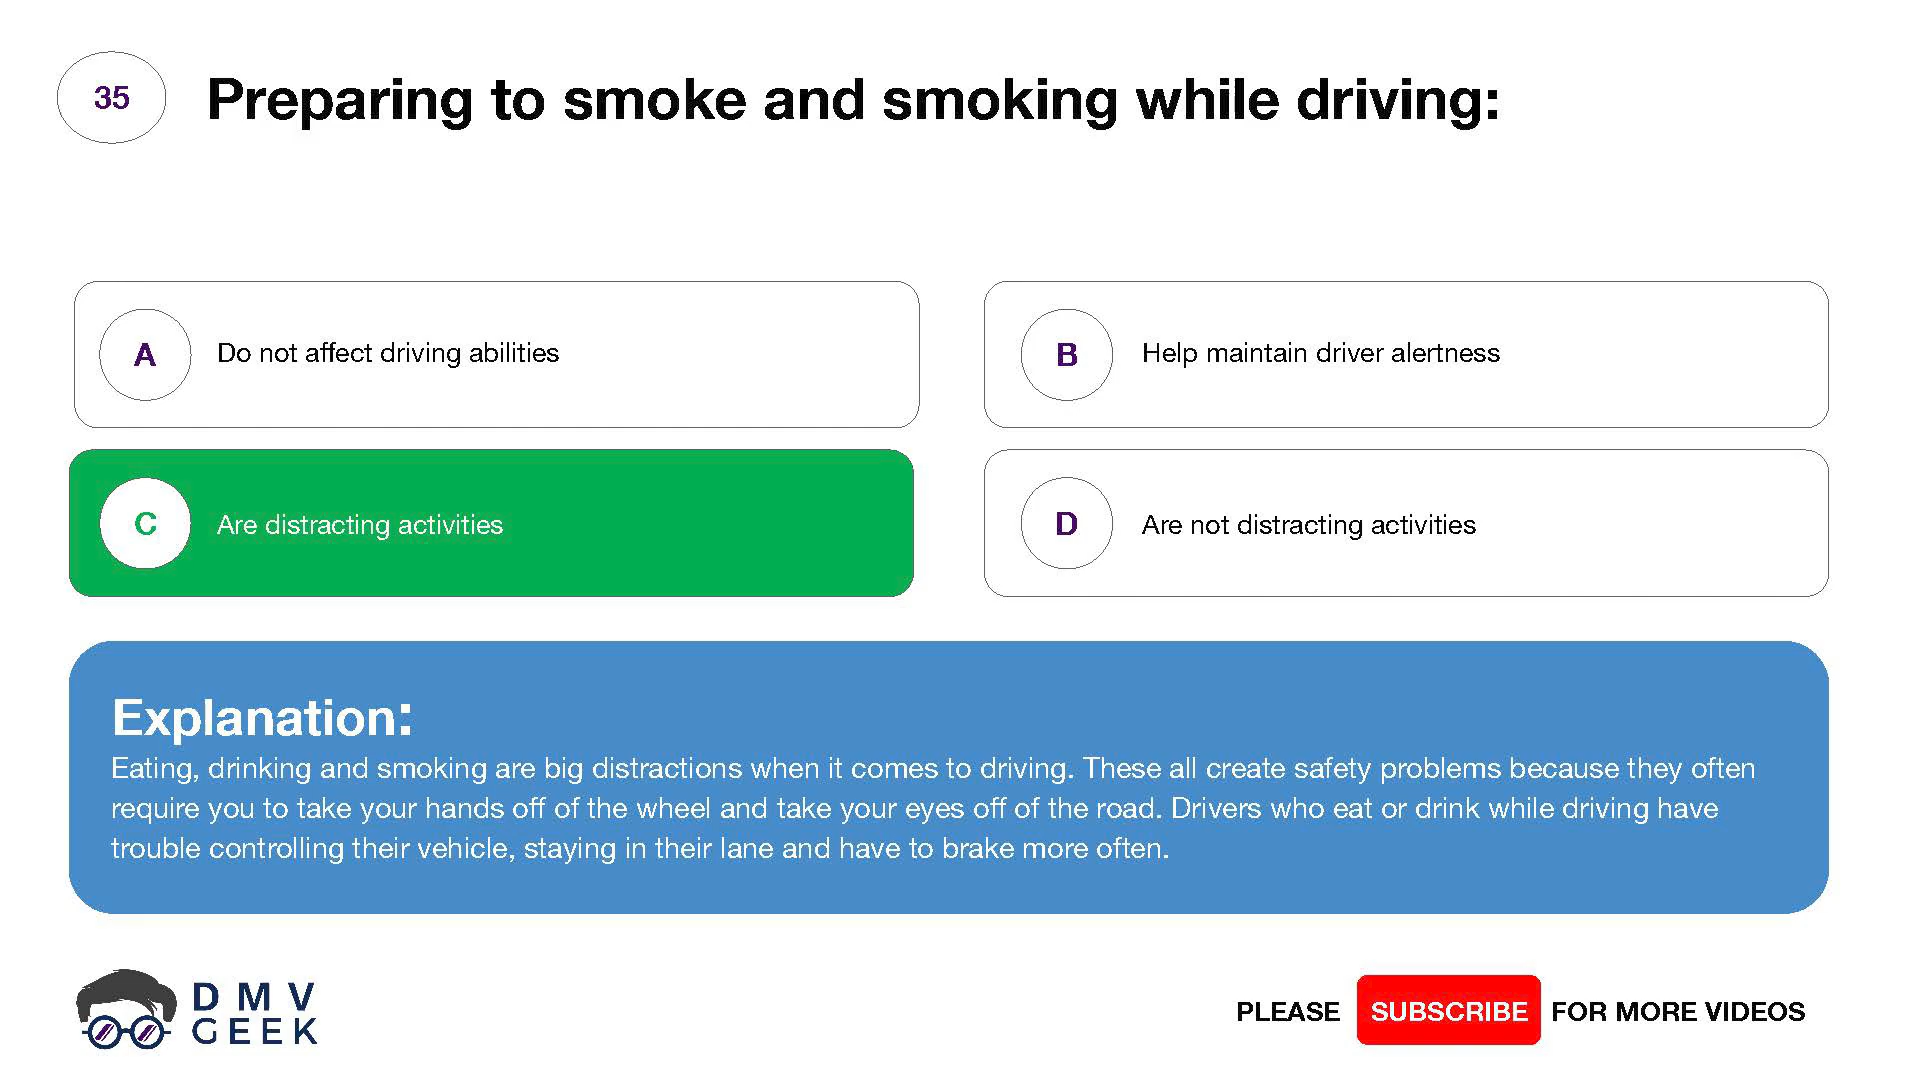 35
Preparing to smoke and smoking while driving:
A
Do not affect driving abilities
B
Help maintain driver alertness
C
Are distracting activities
D
Are not distracting activities
Explanation:
Eating, drinking and smoking are big distractions when it comes to driving. These all create safety problems because they often
require you to take your hands off of the wheel and take your eyes off of the road. Drivers who eat or drink while driving have
trouble controlling their vehicle, staying in their lane and have to brake more often.
DMV
GEEK
PLEASE SUBSCRIBE FOR MORE VIDEOS